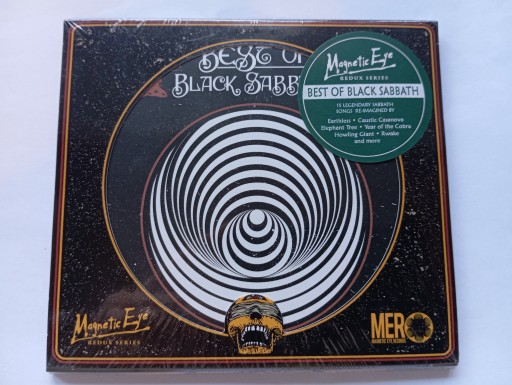 BEST OF
BLACK SABBATH
Magnetic Eye
REDUX SERIES
BEST OF BLACK SABBATH
15 LEGENDARY SABBATH
SONGS RE-IMAGINED BY
Earthless • Caustic Casanova
Elephant Tree • Year of the Cobra
Howling Giant • Rwake
and more
Magnetic Eye
REDUX SERIES
MER
MAGNETIC EYE RECORDS